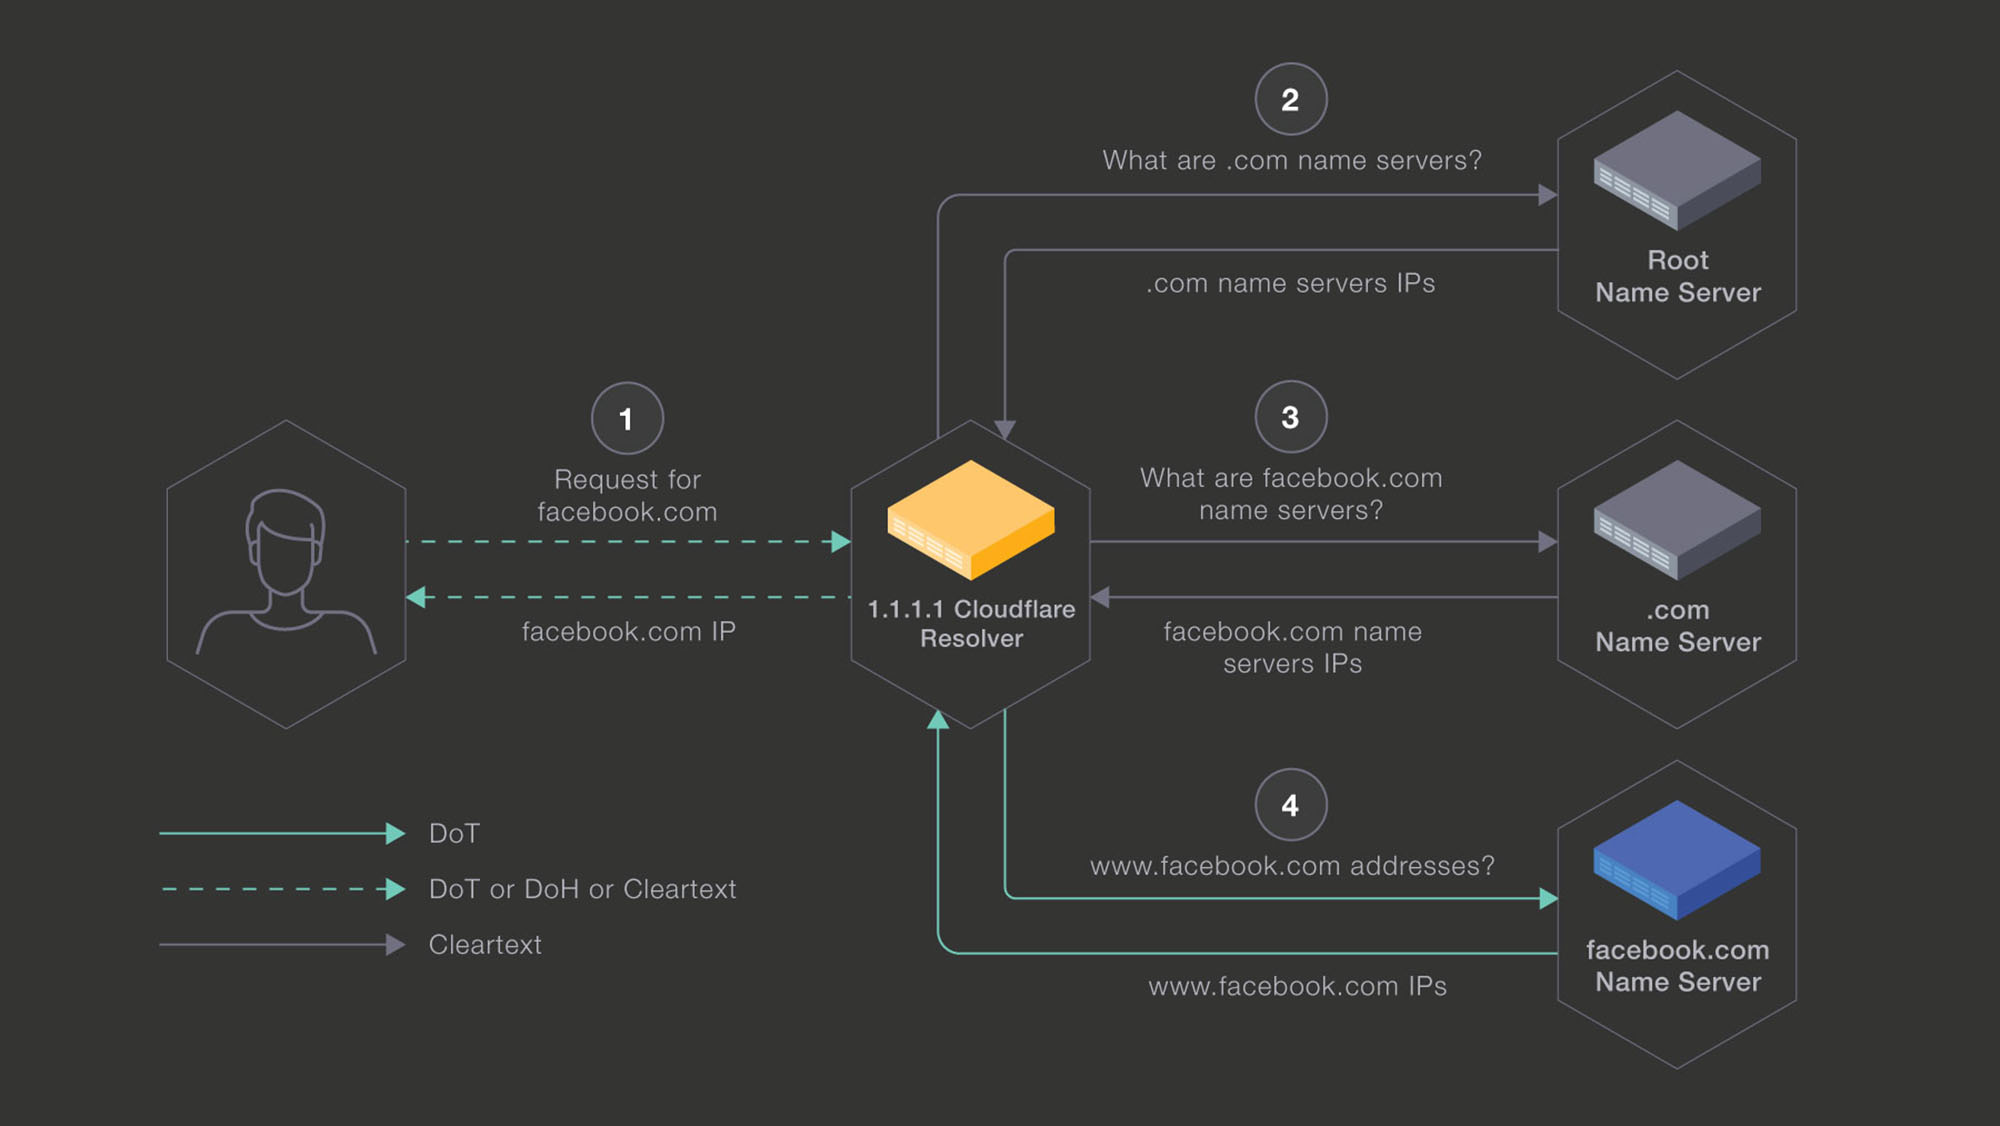 2
What are .com name servers?
.com name servers IPs
Root
Name Server
1
Request for
facebook.com
facebook.com IP
1.1.1.1 Cloudflare
Resolver
3
What are facebook.com
name servers?
facebook.com name
servers IPs
.com
Name Server
4
www.facebook.com addresses?
www.facebook.com IPs
facebook.com
Name Server
DoT
DoT or DoH or Cleartext
Cleartext